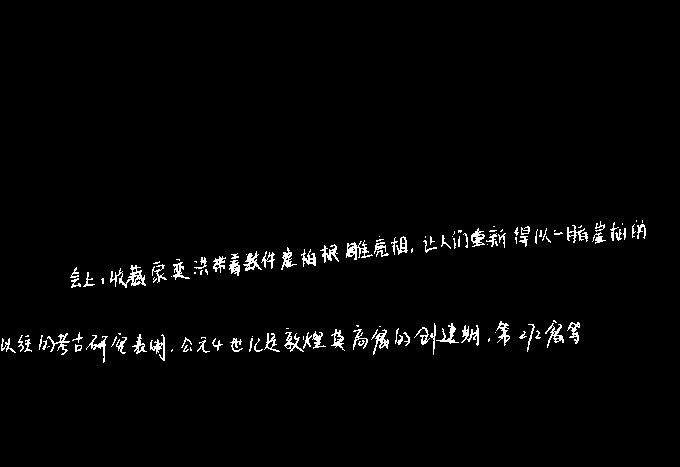 会上，收藏家变洪带着数件崖柏根雕亮相，让人们重新得以一睹崖柏的
以往的考古研究表明，公元4世纪是敦煌莫高窟的创建期，第272窟等